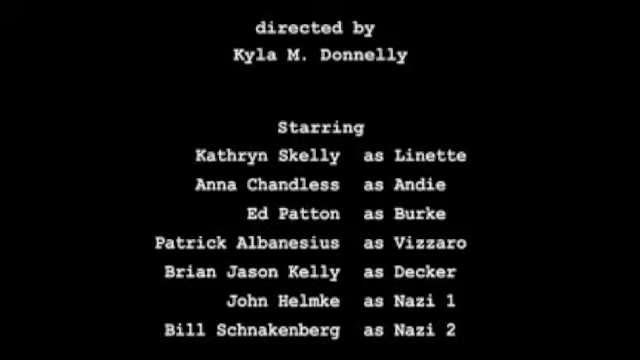 directed by
Kyla M. Donnelly
Starring
Kathryn Skelly as Linette
Anna Chandless as Andie
Ed Patton as Burke
Patrick Albanesius as Vizzaro
Brian Jason Kelly as Decker
John Helmke as Nazi 1
Bill Schnakenberg as Nazi 2